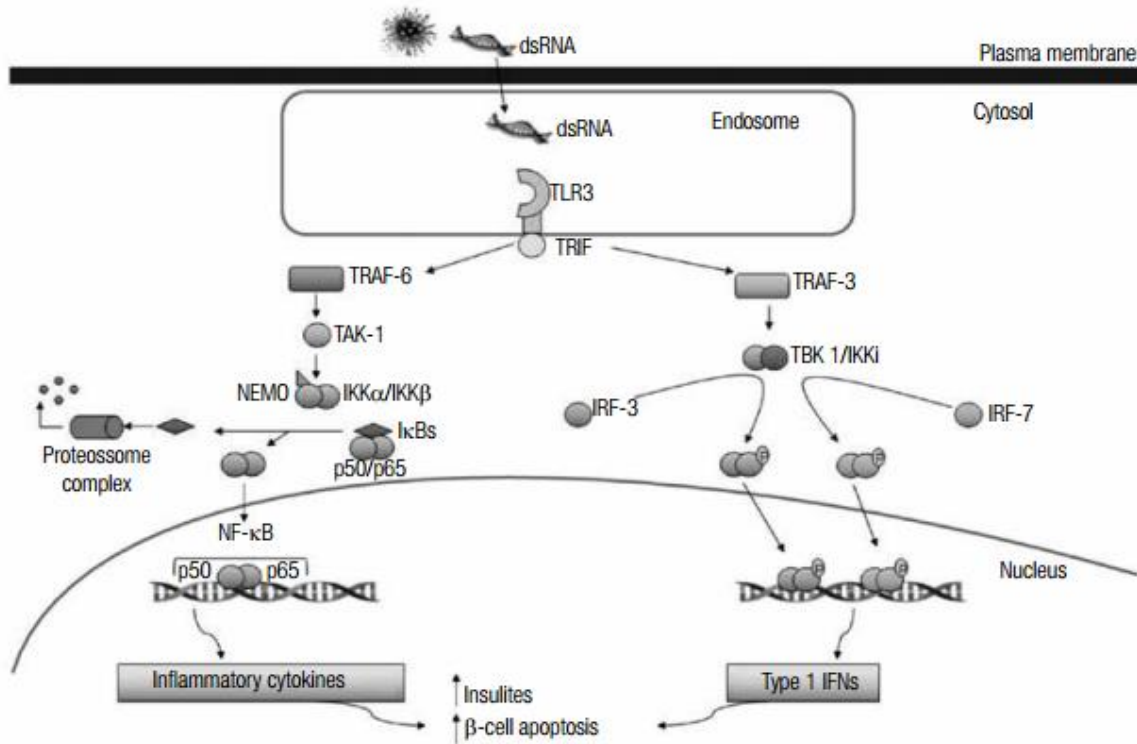 dsRNA
Plasma membrane
Cytosol
dsRNA
Endosome
TLR3
TRIF
TRAF-6
TRAF-3
TAK-1
TBK 1/IKKi
NEMO
IKKα/IKKβ
IRF-3
IRF-7
IκBs
Proteossome
complex
p50/p65
P
P
NF-κB
p50
p65
P
P
Nucleus
Inflammatory cytokines
Type 1 IFNs
Insulites
β-cell apoptosis